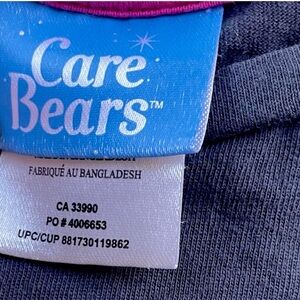 Care
Bears™
FABRIQUÉ AU BANGLADESH
CA 33990
PO # 4006653
UPC/CUP 881730119862